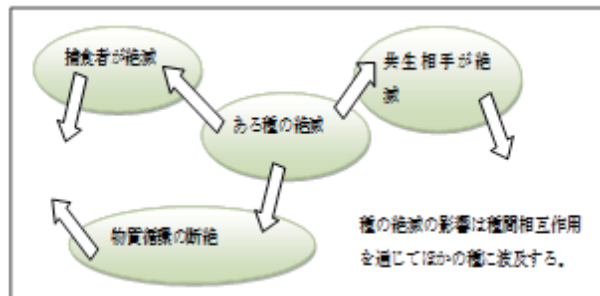 捕食者が絶滅
共生相手が絶
滅
ある種の絶滅
物質循環の断絶
種の絶滅の影響は種間相互作用
を通じてほかの種に波及する。